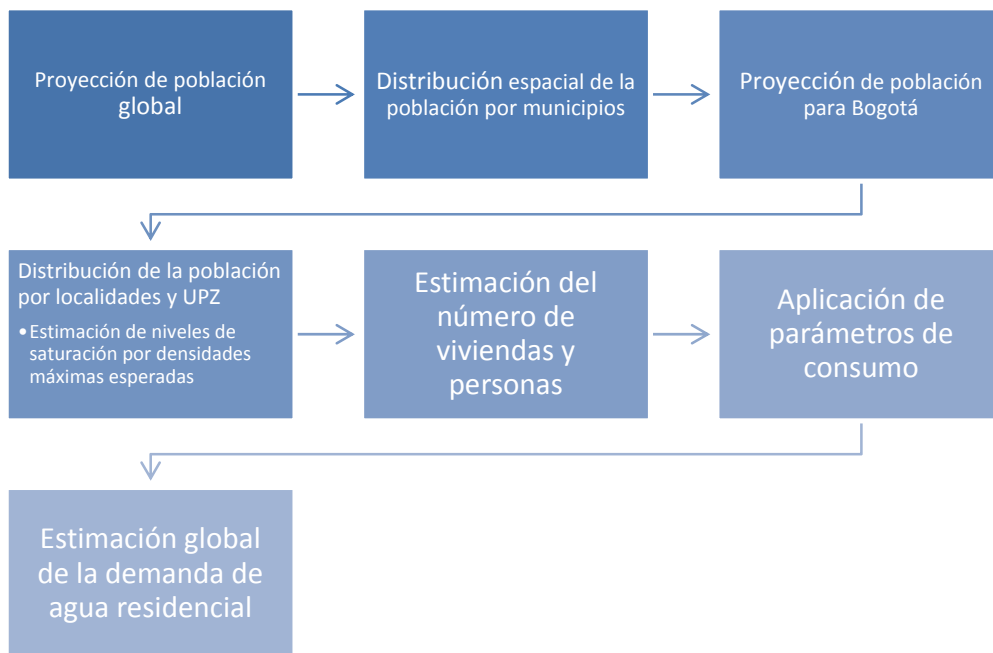 Proyección de población
global
Distribución espacial de la
población por municipios
Proyección de población
para Bogotá
Distribución de la población
por localidades y UPZ
•Estimación de niveles de
saturación por densidades
máximas esperadas
Estimación del
número de
viviendas y
personas
Aplicación de
parámetros de
consumo
Estimación global
de la demanda de
agua residencial